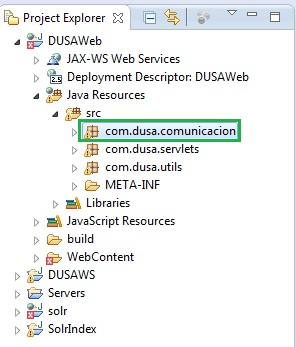 Project Explorer
DUSAWeb
JAX-WS Web Services
Deployment Descriptor: DUSAWeb
Java Resources
src
com.dusa.comunicacion
com.dusa.servlets
com.dusa.utils
META-INF
Libraries
JavaScript Resources
build
WebContent
DUSAWS
Servers
solr
SolrIndex